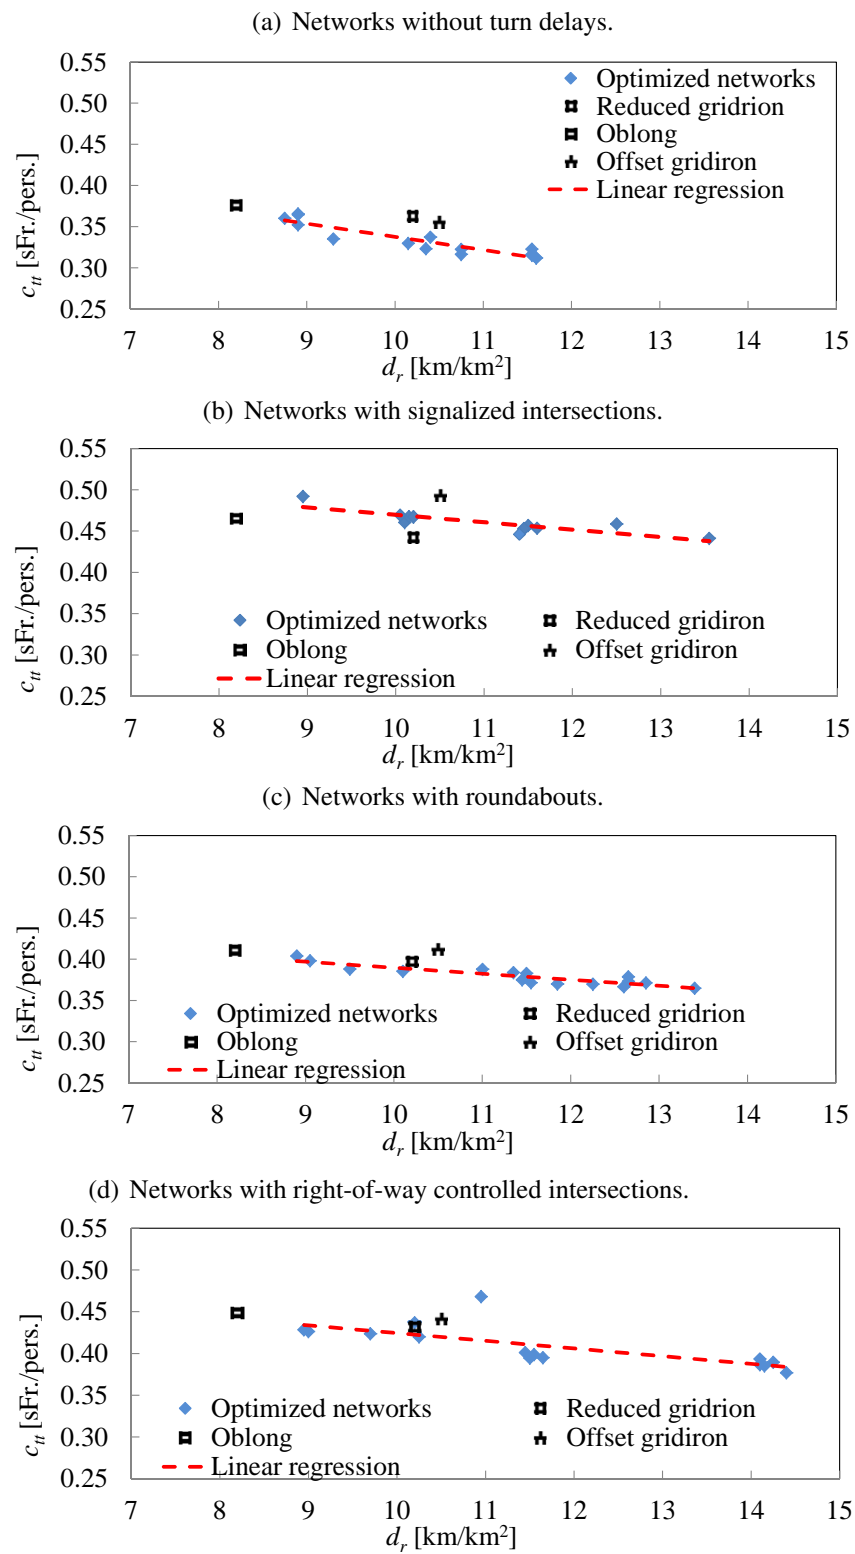 (a) Networks without turn delays.
0.55
0.50
0.45
0.40
0.35
0.30
0.25
c_tt [sFr./pers.]
Optimized networks
Reduced gridrion
Oblong
Offset gridiron
Linear regression
7 8 9 10 11 12 13 14 15
d_r [km/km²]
(b) Networks with signalized intersections.
0.55
0.50
0.45
0.40
0.35
0.30
0.25
c_tt [sFr./pers.]
Optimized networks Reduced gridiron
Oblong Offset gridiron
Linear regression
7 8 9 10 11 12 13 14 15
d_r [km/km²]
(c) Networks with roundabouts.
0.55
0.50
0.45
0.40
0.35
0.30
0.25
c_tt [sFr./pers.]
Optimized networks Reduced gridrion
Oblong Offset gridiron
Linear regression
7 8 9 10 11 12 13 14 15
d_r [km/km²]
(d) Networks with right-of-way controlled intersections.
0.55
0.50
0.45
0.40
0.35
0.30
0.25
c_tt [sFr./pers.]
Optimized networks Reduced gridrion
Oblong Offset gridiron
Linear regression
7 8 9 10 11 12 13 14 15
d_r [km/km²]